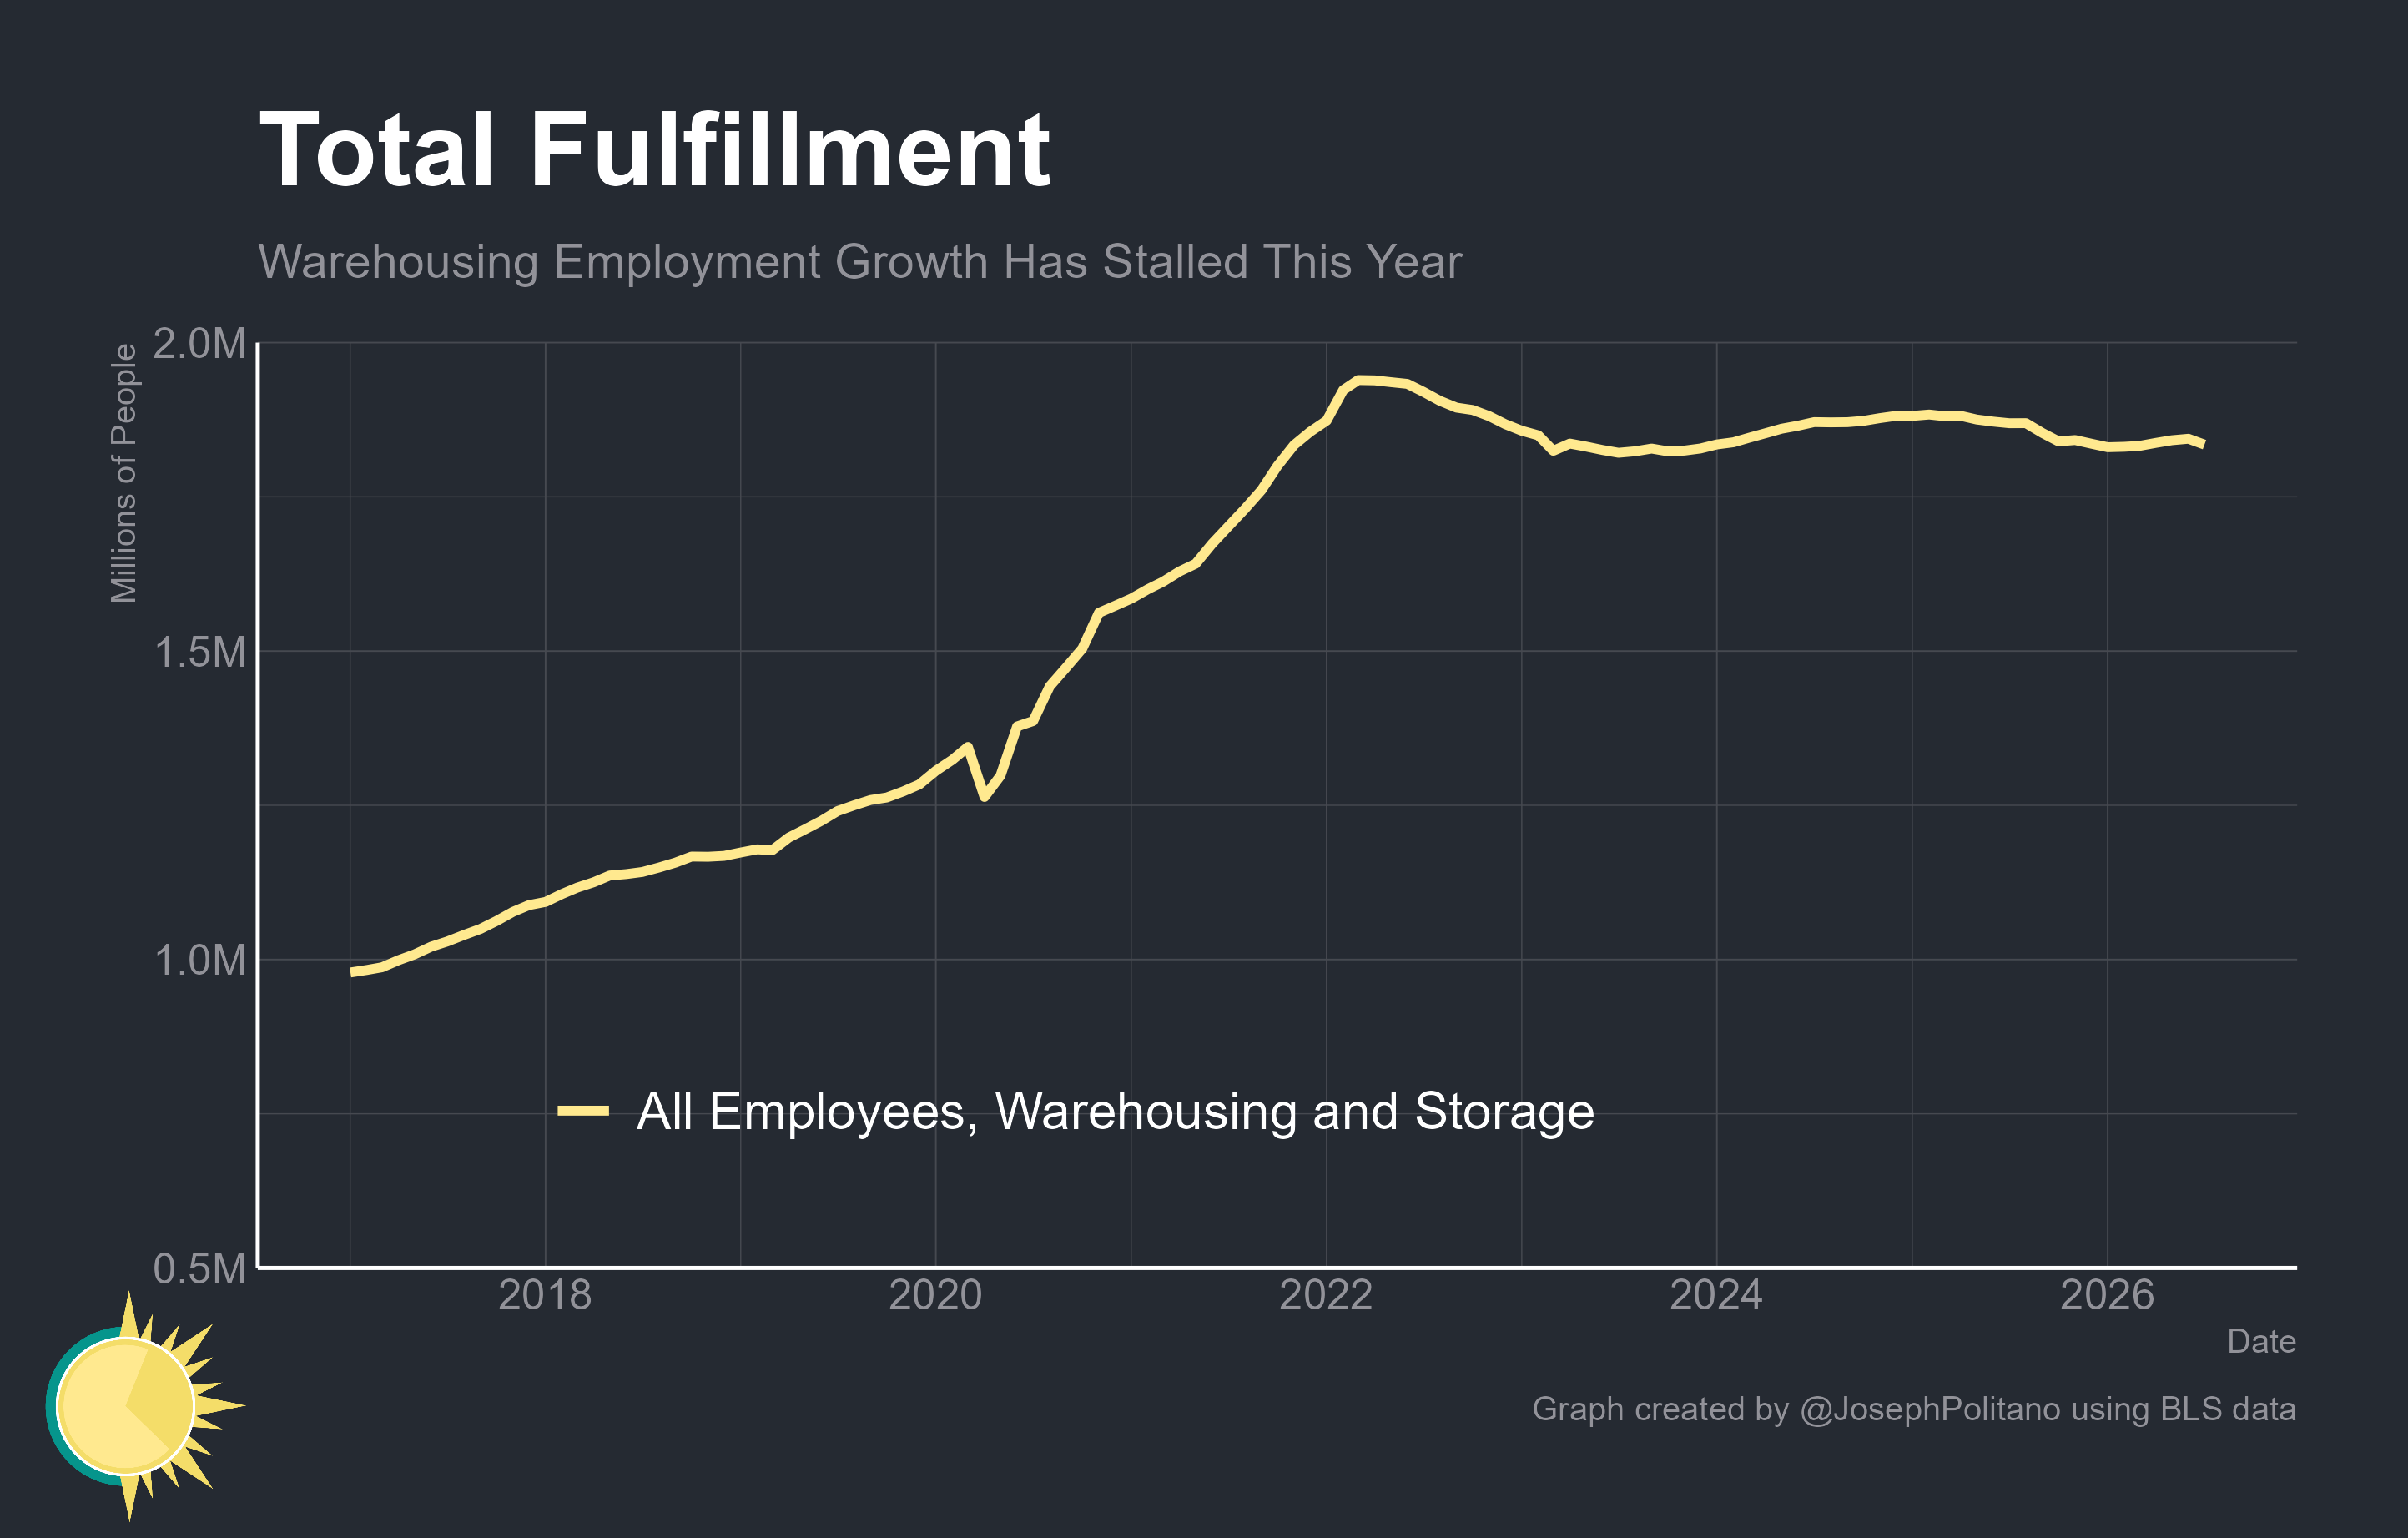 Total Fulfillment
Warehousing Employment Growth Has Stalled This Year
Millions of People
2.0M
1.5M
1.0M
0.5M
All Employees, Warehousing and Storage
2018 2020 2022 2024 2026
Date
Graph created by @JosephPolitano using BLS data